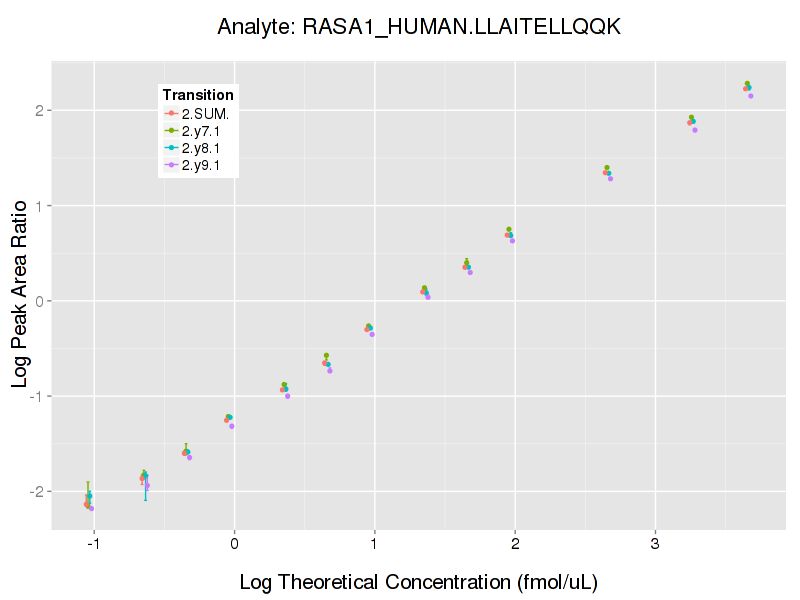 Analyte: RASA1_HUMAN.LLAITELLQQK
Transition
2.SUM.
2.y7.1
2.y8.1
2.y9.1
Log Peak Area Ratio
2
1
0
-1
-2
-1
0
1
2
3
Log Theoretical Concentration (fmol/uL)